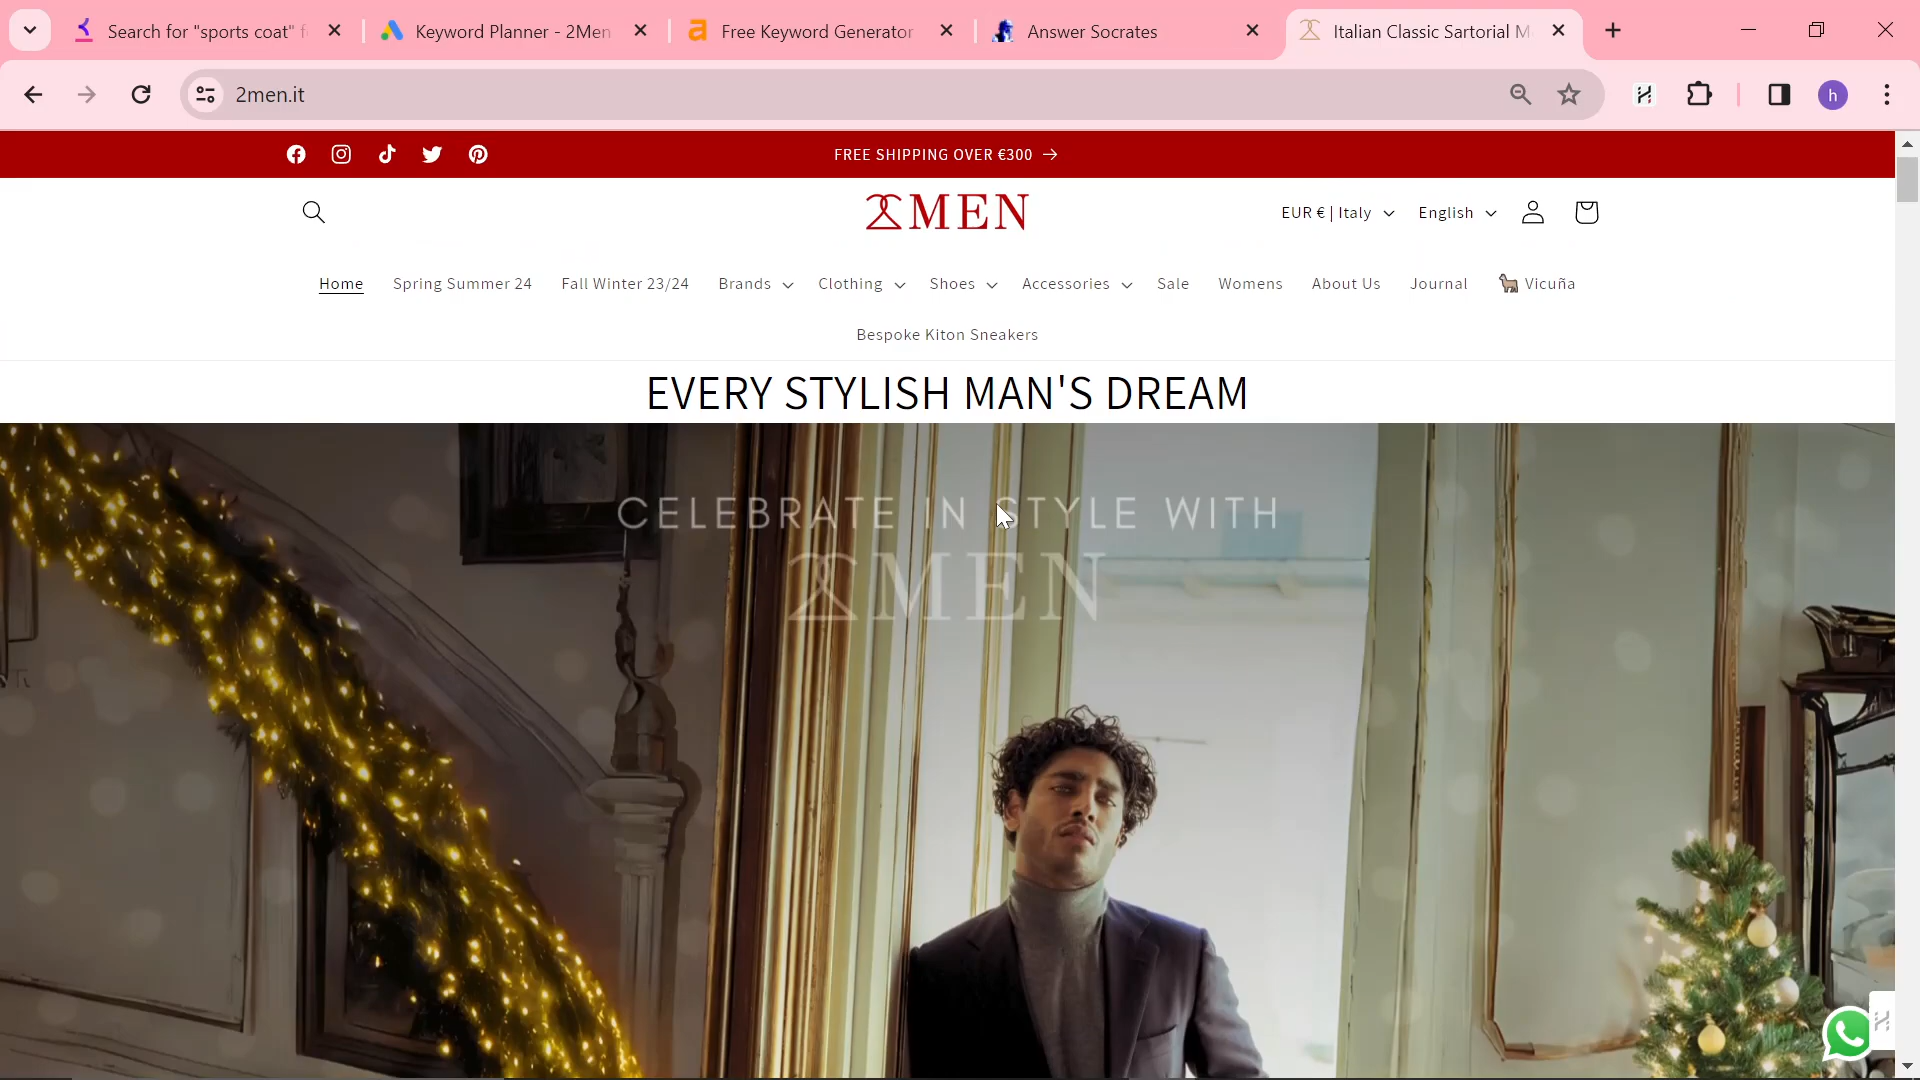 Search for "sports coat" f
Keyword Planner - 2Men
Free Keyword Generator
Answer Socrates
Italian Classic Sartorial M
2men.it
h
FREE SHIPPING OVER €300 →
2MEN
EUR € | Italy
English
Home
Spring Summer 24
Fall Winter 23/24
Brands
Clothing
Shoes
Accessories
Sale
Womens
About Us
Journal
🐐 Vicuña
Bespoke Kiton Sneakers
EVERY STYLISH MAN'S DREAM
CELEBRATE IN STYLE WITH
2MEN